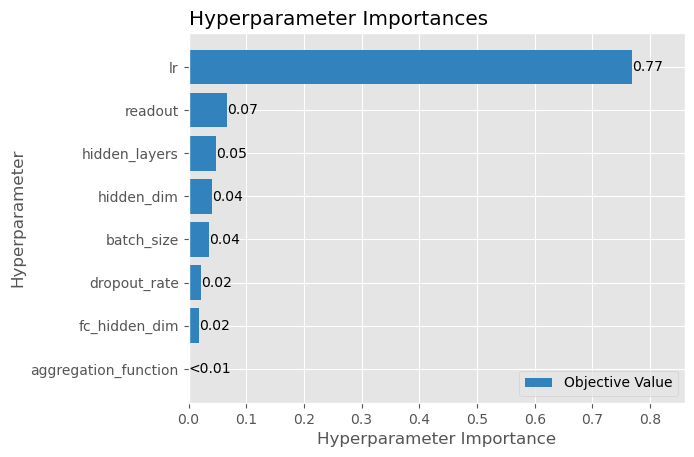 Hyperparameter Importances
Hyperparameter
lr
0.77
readout
0.07
hidden_layers
0.05
hidden_dim
0.04
batch_size
0.04
dropout_rate
0.02
fc_hidden_dim
0.02
aggregation_function
<0.01
Objective Value
0.0 0.1 0.2 0.3 0.4 0.5 0.6 0.7 0.8
Hyperparameter Importance